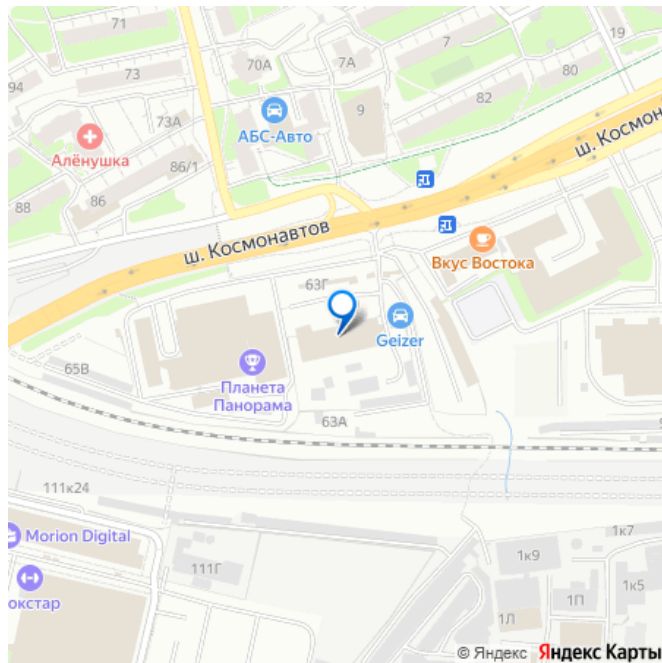 71
70А
7А
7
19
94
73
80
9
82
73А
АБС-Авто
ш. Космон
Алёнушка
86/1
86
88
ш. Космонавтов
Вкус Востока
63Г
Geizer
65В
Планета
Панорама
63А
9
111к24
Morion Digital
1к7
1к9
111Г
1к5
1П
окстар
1Л
© Яндекс Яндекс Карты